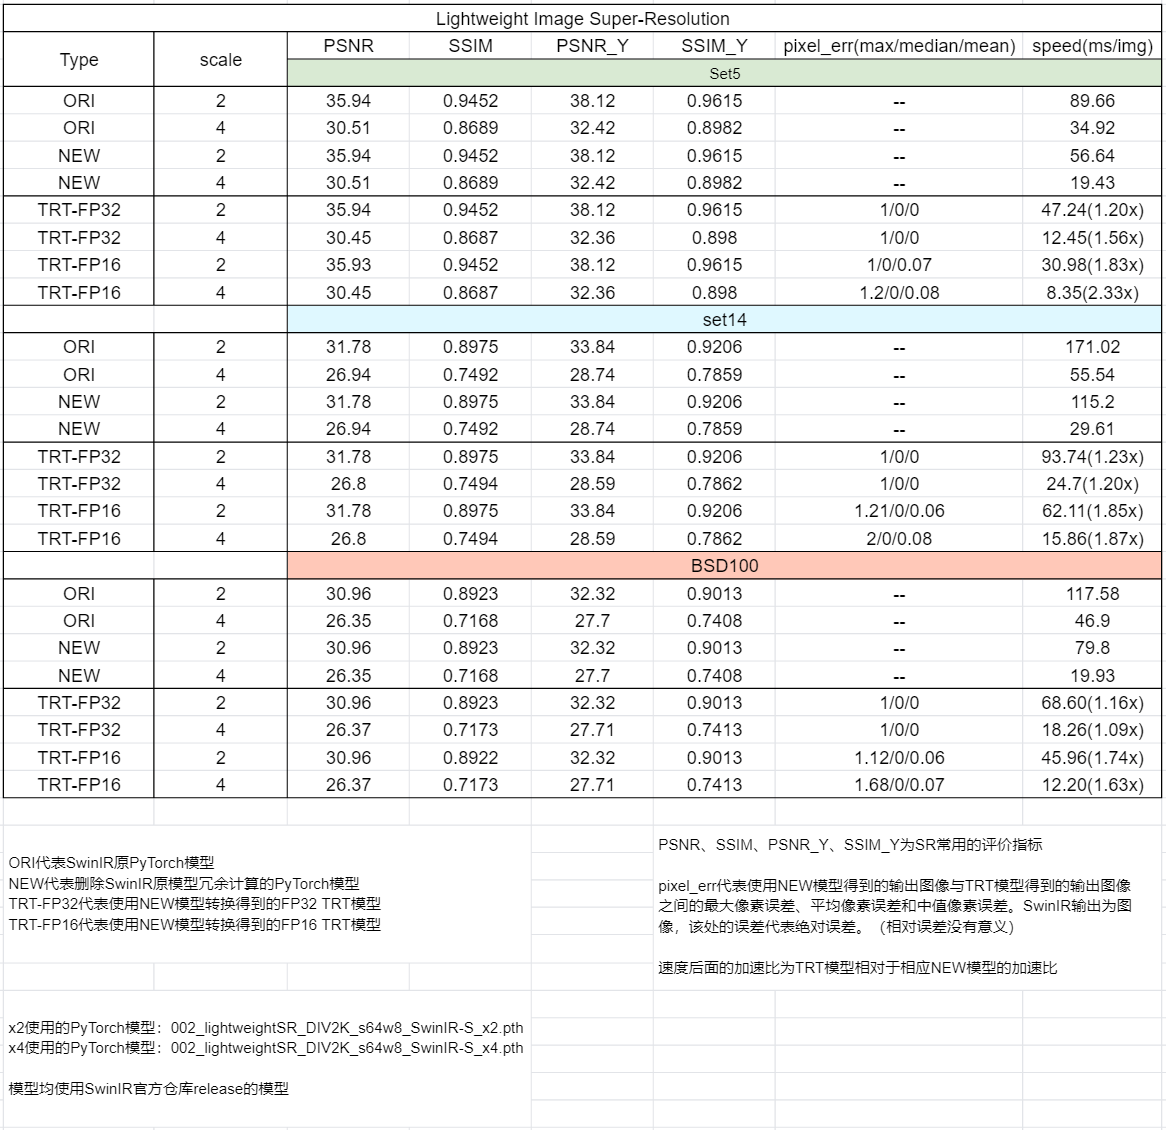 Lightweight Image Super-Resolution
Type scale PSNR SSIM PSNR_Y SSIM_Y pixel_err(max/median/mean) speed(ms/img)
Set5
ORI 2 35.94 0.9452 38.12 0.9615 -- 89.66
ORI 4 30.51 0.8689 32.42 0.8982 -- 34.92
NEW 2 35.94 0.9452 38.12 0.9615 -- 56.64
NEW 4 30.51 0.8689 32.42 0.8982 -- 19.43
TRT-FP32 2 35.94 0.9452 38.12 0.9615 1/0/0 47.24(1.20x)
TRT-FP32 4 30.45 0.8687 32.36 0.898 1/0/0 12.45(1.56x)
TRT-FP16 2 35.93 0.9452 38.12 0.9615 1/0/0.07 30.98(1.83x)
TRT-FP16 4 30.45 0.8687 32.36 0.898 1.2/0/0.08 8.35(2.33x)
set14
ORI 2 31.78 0.8975 33.84 0.9206 -- 171.02
ORI 4 26.94 0.7492 28.74 0.7859 -- 55.54
NEW 2 31.78 0.8975 33.84 0.9206 -- 115.2
NEW 4 26.94 0.7492 28.74 0.7859 -- 29.61
TRT-FP32 2 31.78 0.8975 33.84 0.9206 1/0/0 93.74(1.23x)
TRT-FP32 4 26.8 0.7494 28.59 0.7862 1/0/0 24.7(1.20x)
TRT-FP16 2 31.78 0.8975 33.84 0.9206 1.21/0/0.06 62.11(1.85x)
TRT-FP16 4 26.8 0.7494 28.59 0.7862 2/0/0.08 15.86(1.87x)
BSD100
ORI 2 30.96 0.8923 32.32 0.9013 -- 117.58
ORI 4 26.35 0.7168 27.7 0.7408 -- 46.9
NEW 2 30.96 0.8923 32.32 0.9013 -- 79.8
NEW 4 26.35 0.7168 27.7 0.7408 -- 19.93
TRT-FP32 2 30.96 0.8923 32.32 0.9013 1/0/0 68.60(1.16x)
TRT-FP32 4 26.37 0.7173 27.71 0.7413 1/0/0 18.26(1.09x)
TRT-FP16 2 30.96 0.8922 32.32 0.9013 1.12/0/0.06 45.96(1.74x)
TRT-FP16 4 26.37 0.7173 27.71 0.7413 1.68/0/0.07 12.20(1.63x)
ORI代表SwinIR原PyTorch模型
NEW代表删除SwinIR原模型冗余计算的PyTorch模型
TRT-FP32代表使用NEW模型转换得到的FP32 TRT模型
TRT-FP16代表使用NEW模型转换得到的FP16 TRT模型
PSNR、SSIM、PSNR_Y、SSIM_Y为SR常用的评价指标
pixel_err代表使用NEW模型得到的输出图像与TRT模型得到的输出图像
之间的最大像素误差、平均像素误差和中值像素误差。SwinIR输出为图
像，该处的误差代表绝对误差。（相对误差没有意义）
速度后面的加速比为TRT模型相对于相应NEW模型的加速比
x2使用的PyTorch模型：002_lightweightSR_DIV2K_s64w8_SwinIR-S_x2.pth
x4使用的PyTorch模型：002_lightweightSR_DIV2K_s64w8_SwinIR-S_x4.pth
模型均使用SwinIR官方仓库release的模型